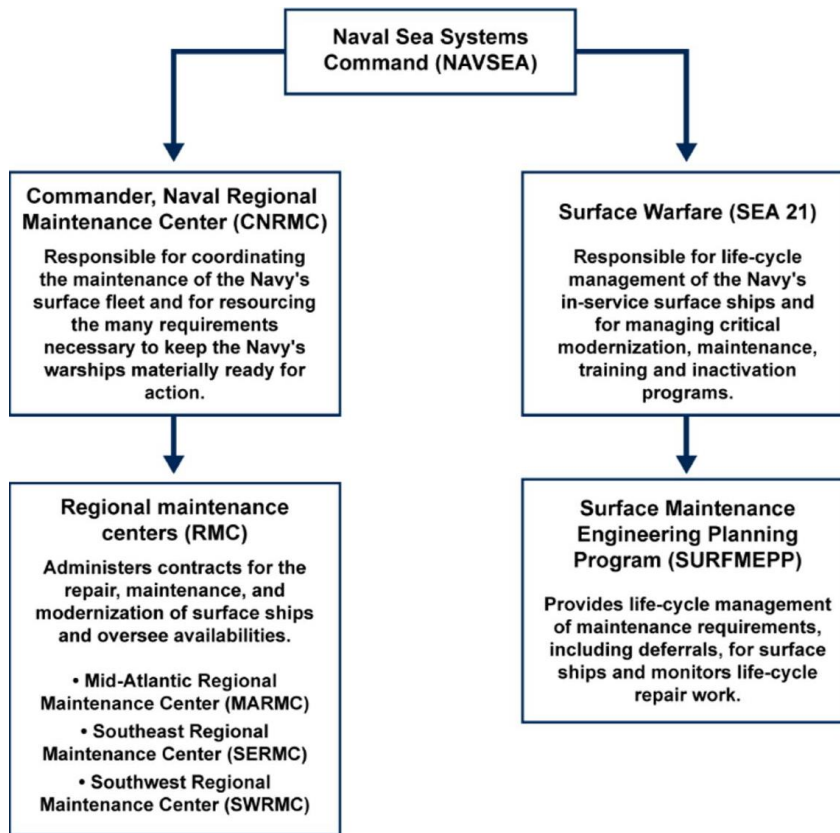 Naval Sea Systems
Command (NAVSEA)
Commander, Naval Regional
Maintenance Center (CNRMC)
Responsible for coordinating
the maintenance of the Navy's
surface fleet and for resourcing
the many requirements
necessary to keep the Navy's
warships materially ready for
action.
Regional maintenance
centers (RMC)
Administers contracts for the
repair, maintenance, and
modernization of surface ships
and oversee availabilities.
• Mid-Atlantic Regional
Maintenance Center (MARMC)
• Southeast Regional
Maintenance Center (SERMC)
• Southwest Regional
Maintenance Center (SWRMC)
Surface Warfare (SEA 21)
Responsible for life-cycle
management of the Navy's
in-service surface ships and
for managing critical
modernization, maintenance,
training and inactivation
programs.
Surface Maintenance
Engineering Planning
Program (SURFMEPP)
Provides life-cycle management
of maintenance requirements,
including deferrals, for surface
ships and monitors life-cycle
repair work.